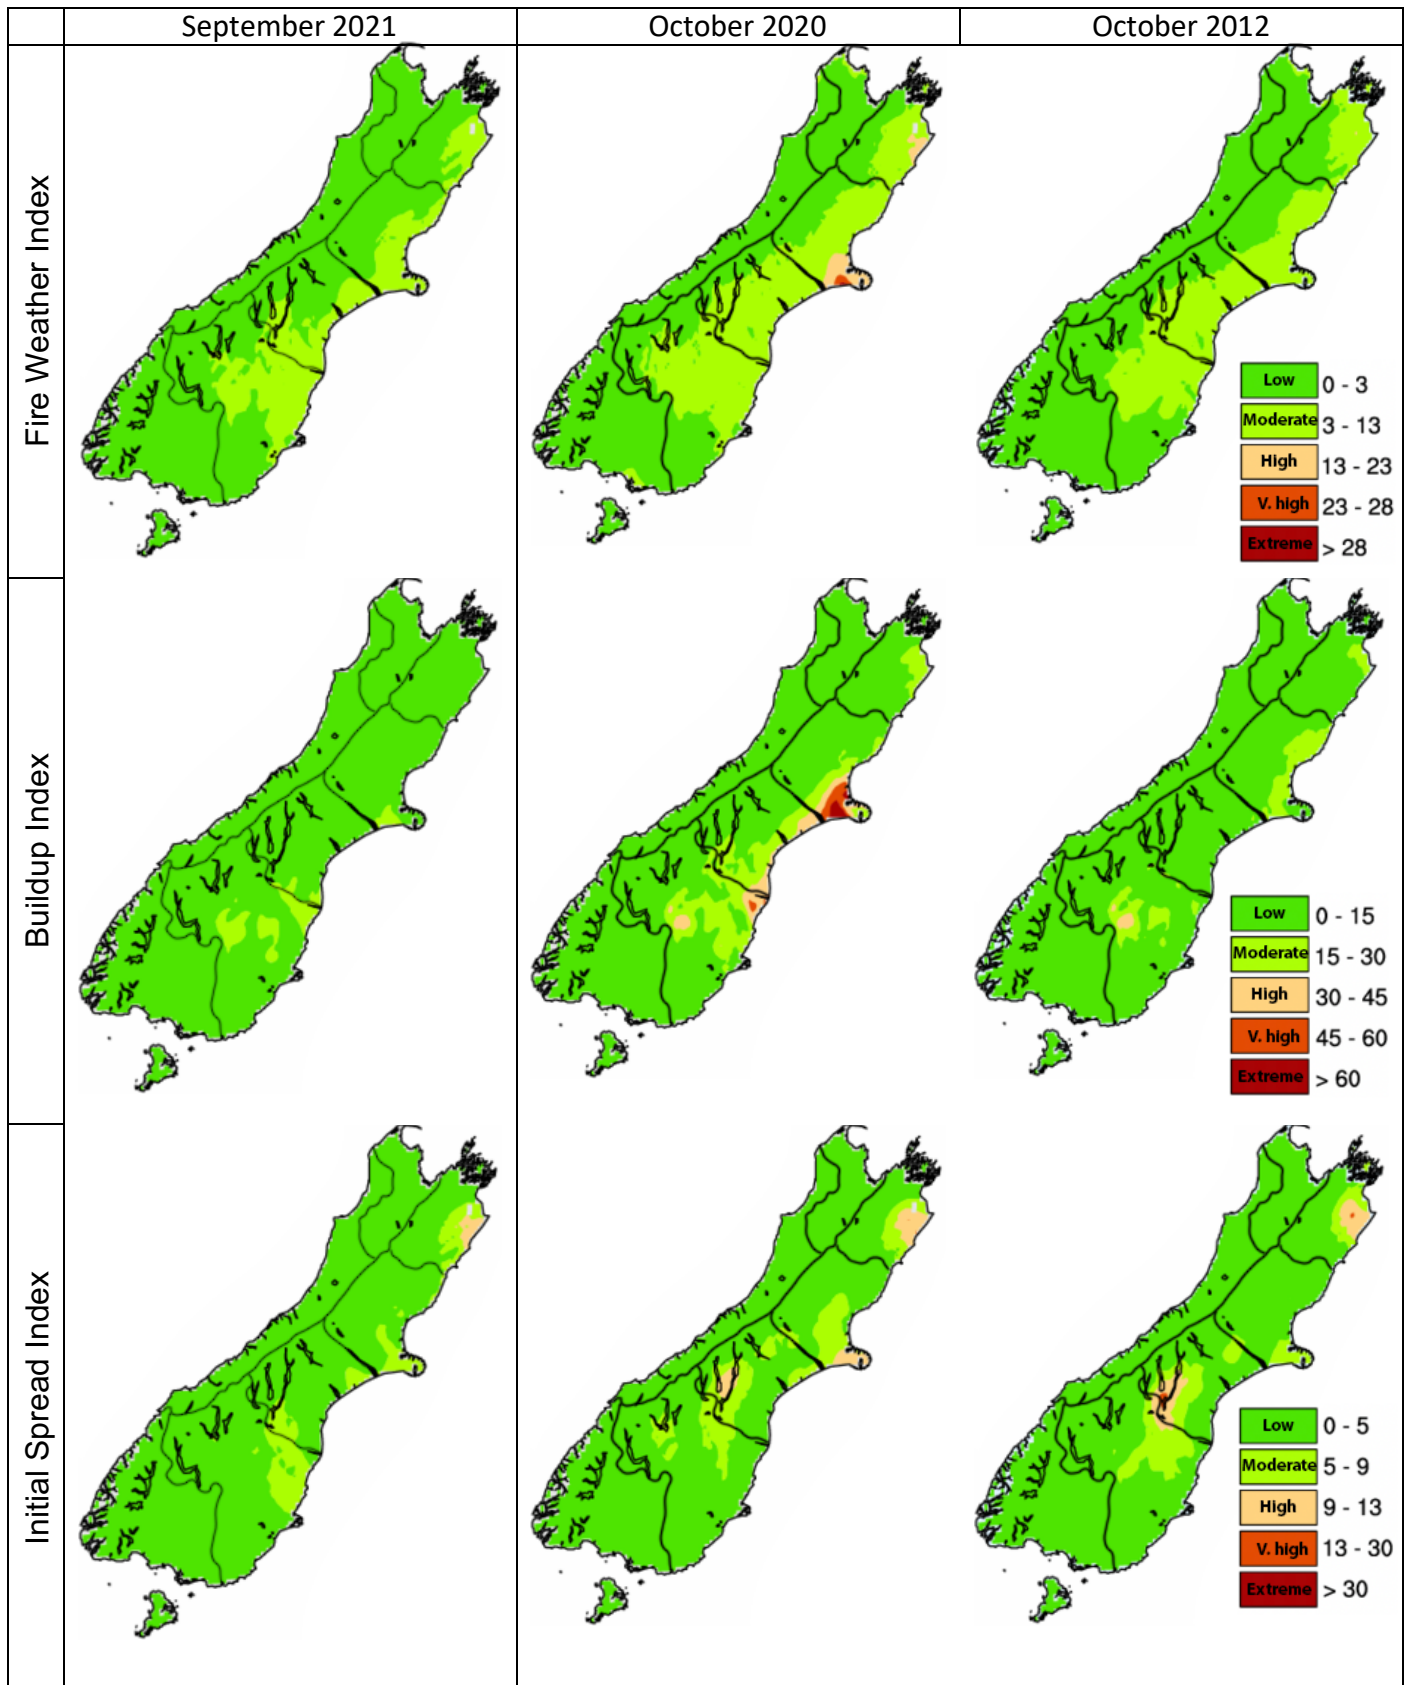 September 2021
October 2020
October 2012
Fire Weather Index
Low 0 - 3
Moderate 3 - 13
High 13 - 23
V. high 23 - 28
Extreme > 28
Buildup Index
Low 0 - 15
Moderate 15 - 30
High 30 - 45
V. high 45 - 60
Extreme > 60
Initial Spread Index
Low 0 - 5
Moderate 5 - 9
High 9 - 13
V. high 13 - 30
Extreme > 30